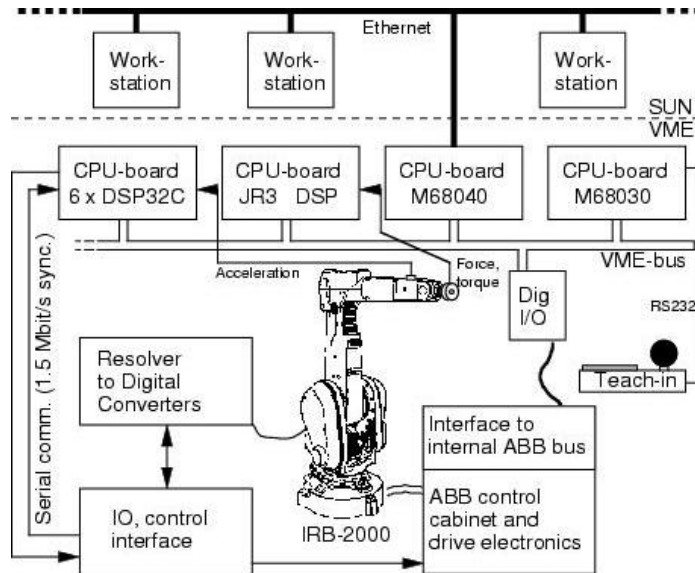 Ethernet
Work-
station
Work-
station
Work-
station
SUN
VME
CPU-board
6 x DSP32C
CPU-board
JR3 DSP
CPU-board
M68040
CPU-board
M68030
VME-bus
Acceleration
Force,
torque
Dig
I/O
RS232
Teach-in
Serial comm. (1.5 Mbit/s sync.)
Resolver
to Digital
Converters
Interface to
internal ABB bus
IO, control
interface
IRB-2000
ABB control
cabinet and
drive electronics